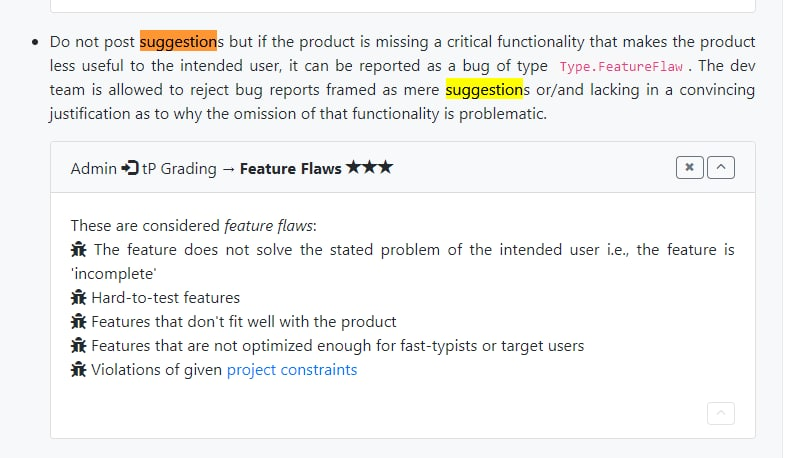 Do not post suggestions but if the product is missing a critical functionality that makes the product
less useful to the intended user, it can be reported as a bug of type Type.FeatureFlaw. The dev
team is allowed to reject bug reports framed as mere suggestions or/and lacking in a convincing
justification as to why the omission of that functionality is problematic.
Admin tP Grading → Feature Flaws ★★★
These are considered feature flaws:
The feature does not solve the stated problem of the intended user i.e., the feature is
'incomplete'
Hard-to-test features
Features that don't fit well with the product
Features that are not optimized enough for fast-typists or target users
Violations of given project constraints